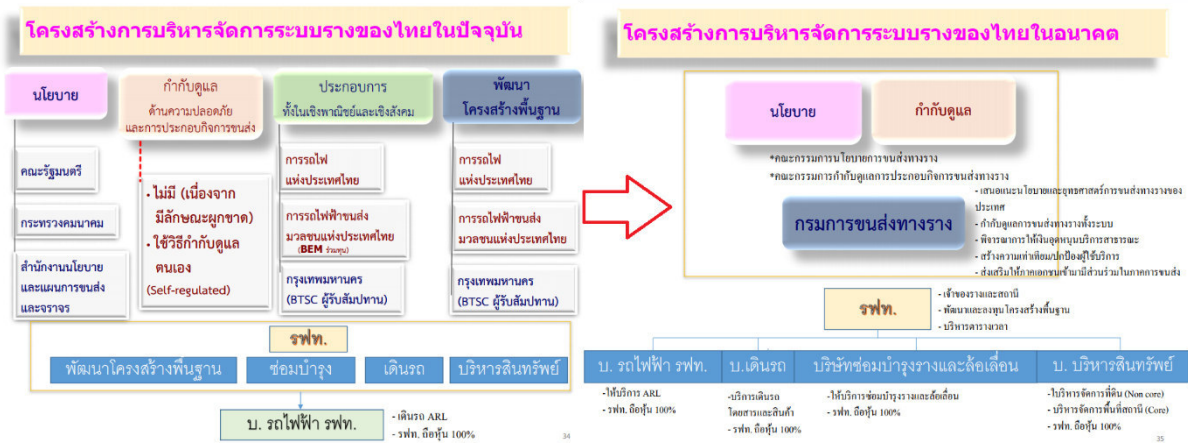 โครงสร้างการบริหารจัดการระบบรางของไทยในปัจจุบัน
นโยบาย
คณะรัฐมนตรี
กระทรวงคมนาคม
สำนักงานนโยบาย
และแผนการขนส่ง
และจราจร
กำกับดูแล
ด้านความปลอดภัย
และการประกอบกิจการขนส่ง
• ไม่มี (เนื่องจาก
มีลักษณะผูกขาด)
• ใช้วิธีกำกับดูแล
ตนเอง
(Self-regulated)
ประกอบการ
ทั้งในเชิงพาณิชย์และเชิงสังคม
การรถไฟ
แห่งประเทศไทย
การรถไฟฟ้าขนส่ง
มวลชนแห่งประเทศไทย
(BEM ร่วมทุน)
กรุงเทพมหานคร
(BTSC ผู้รับสัมปทาน)
พัฒนา
โครงสร้างพื้นฐาน
การรถไฟ
แห่งประเทศไทย
การรถไฟฟ้าขนส่ง
มวลชนแห่งประเทศไทย
กรุงเทพมหานคร
(BTSC ผู้รับสัมปทาน)
รฟท.
พัฒนาโครงสร้างพื้นฐาน
ซ่อมบำรุง
เดินรถ
บริหารสินทรัพย์
บ. รถไฟฟ้า รฟท.
- เดินรถ ARL
- รฟท. ถือหุ้น 100%
34
โครงสร้างการบริหารจัดการระบบรางของไทยในอนาคต
นโยบาย
กำกับดูแล
*คณะกรรมการนโยบายการขนส่งทางราง
*คณะกรรมการกำกับดูแลการประกอบกิจการขนส่งทางราง
กรมการขนส่งทางราง
- เสนอแนะนโยบายและยุทธศาสตร์การขนส่งทางรางของ
ประเทศ
- กำกับดูแลการขนส่งทางรางทั้งระบบ
- พิจารณาการให้เงินอุดหนุนบริการสาธารณะ
- สร้างความเท่าเทียม/ปกป้องผู้ใช้บริการ
- ส่งเสริมให้ภาคเอกชนเข้ามามีส่วนร่วมในภาคการขนส่ง
รฟท.
- เจ้าของรางและสถานี
- พัฒนาและลงทุนโครงสร้างพื้นฐาน
- บริหารตารางเวลา
บ. รถไฟฟ้า รฟท.
-ให้บริการ ARL
- รฟท. ถือหุ้น 100%
บ.เดินรถ
-บริการเดินรถ
โดยสารและสินค้า
- รฟท. ถือหุ้น 100%
บริษัทซ่อมบำรุงรางและล้อเลื่อน
-ให้บริการซ่อมบำรุงรางและล้อเลื่อน
- รฟท. ถือหุ้น 100%
บ. บริหารสินทรัพย์
-ใบริหารจัดการที่ดิน (Non core)
- บริหารจัดการพื้นที่สถานี (Core)
- รฟท. ถือหุ้น 100%
35